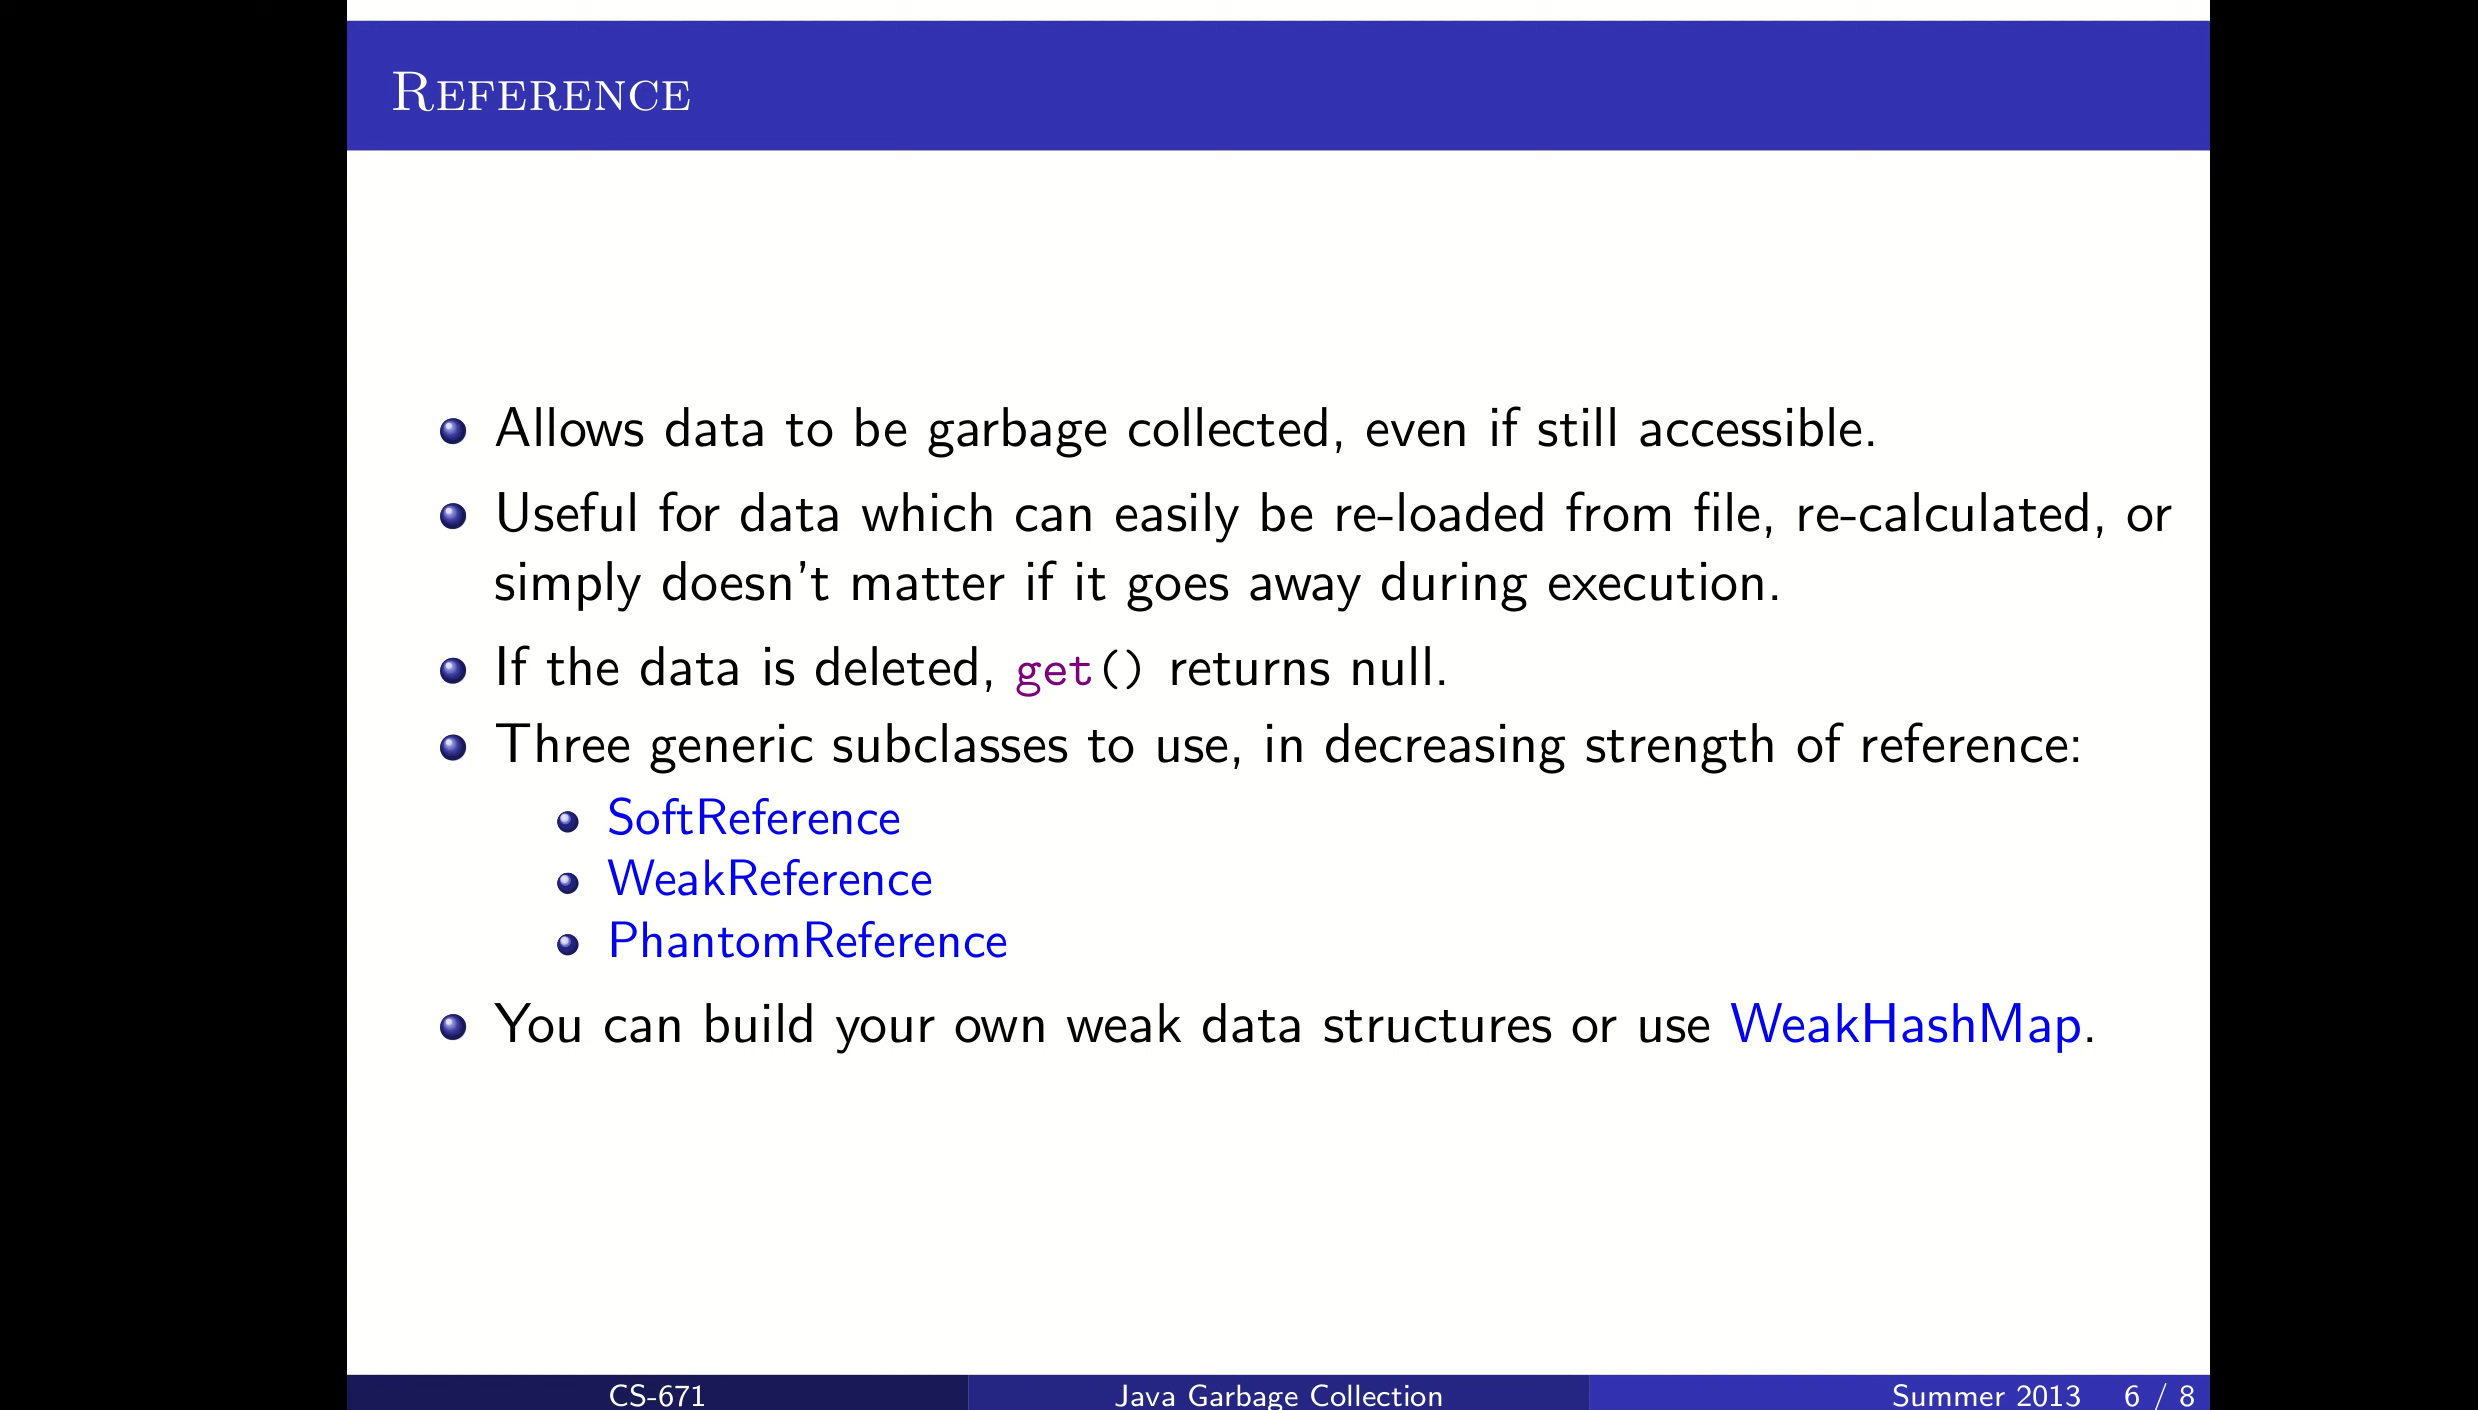 Reference
Allows data to be garbage collected, even if still accessible.
Useful for data which can easily be re-loaded from file, re-calculated, or
simply doesn't matter if it goes away during execution.
If the data is deleted, get() returns null.
Three generic subclasses to use, in decreasing strength of reference:
SoftReference
WeakReference
PhantomReference
You can build your own weak data structures or use WeakHashMap.
CS-671 Java Garbage Collection Summer 2013 6 / 8